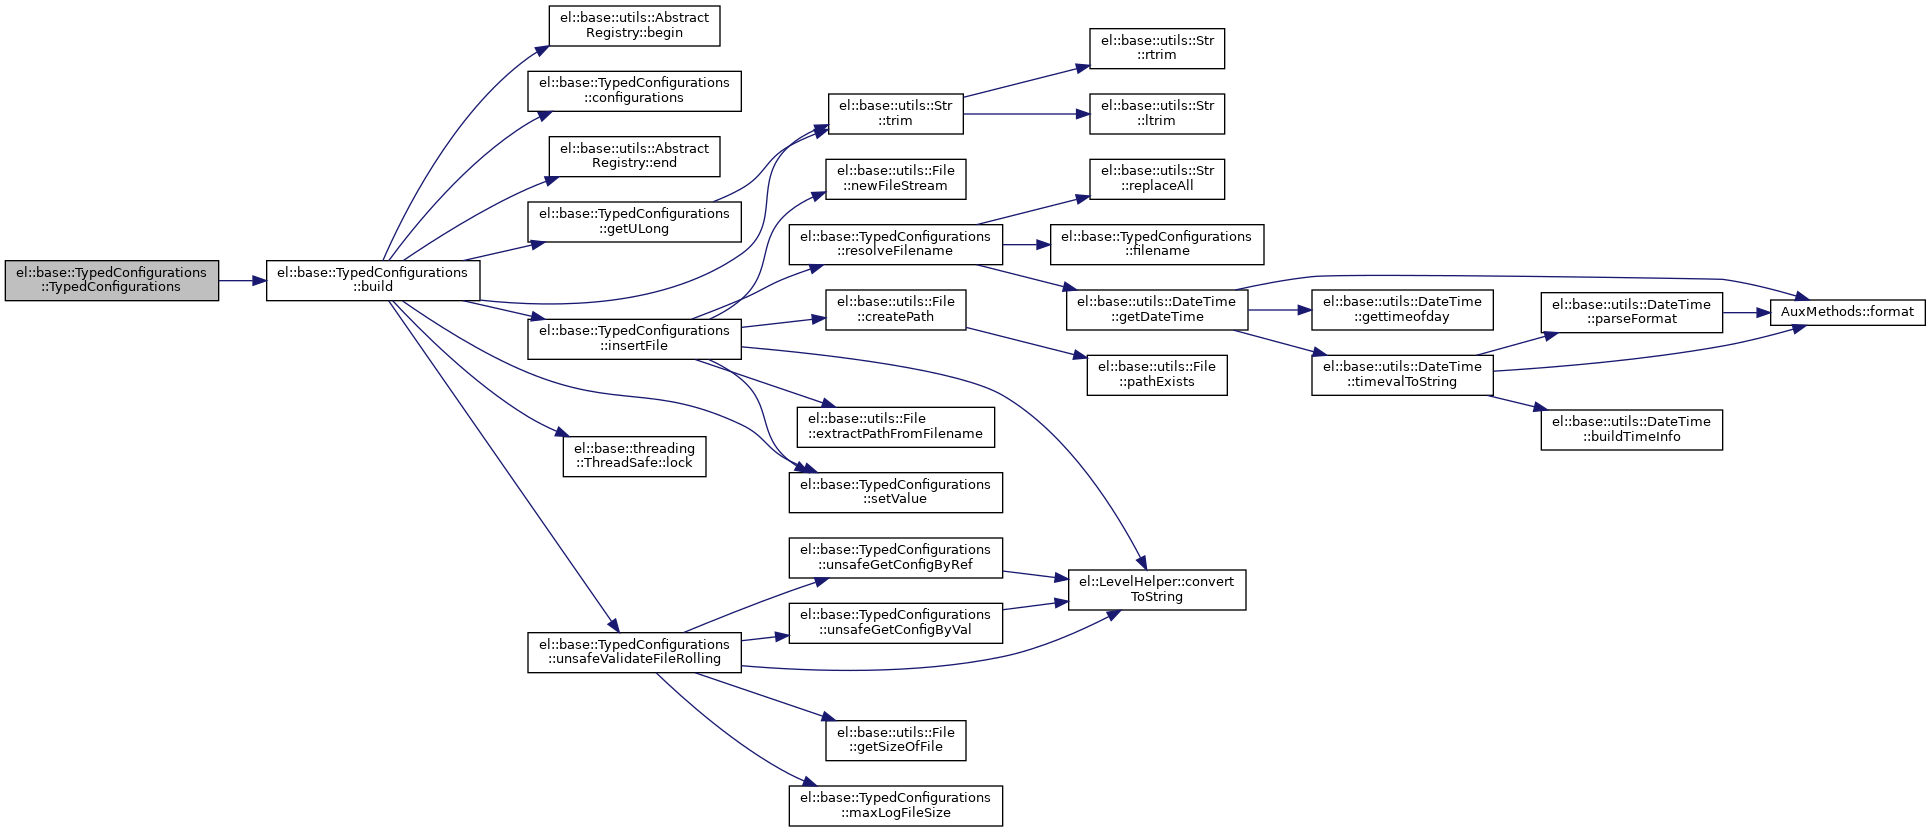 el::base::TypedConfigurations
::TypedConfigurations
el::base::TypedConfigurations
::build
el::base::utils::Abstract
Registry::begin
el::base::TypedConfigurations
::configurations
el::base::utils::Abstract
Registry::end
el::base::TypedConfigurations
::getULong
el::base::TypedConfigurations
::insertFile
el::base::threading
::ThreadSafe::lock
el::base::TypedConfigurations
::unsafeValidateFileRolling
el::base::utils::Str
::trim
el::base::utils::File
::newFileStream
el::base::TypedConfigurations
::resolveFilename
el::base::utils::File
::createPath
el::base::utils::File
::extractPathFromFilename
el::base::TypedConfigurations
::setValue
el::base::TypedConfigurations
::unsafeGetConfigByRef
el::base::TypedConfigurations
::unsafeGetConfigByVal
el::base::utils::File
::getSizeOfFile
el::base::TypedConfigurations
::maxLogFileSize
el::base::utils::Str
::rtrim
el::base::utils::Str
::ltrim
el::base::utils::Str
::replaceAll
el::base::TypedConfigurations
::filename
el::base::utils::DateTime
::getDateTime
el::base::utils::File
::pathExists
el::LevelHelper::convert
ToString
el::base::utils::DateTime
::gettimeofday
el::base::utils::DateTime
::timevalToString
el::base::utils::DateTime
::parseFormat
el::base::utils::DateTime
::buildTimeInfo
AuxMethods::format